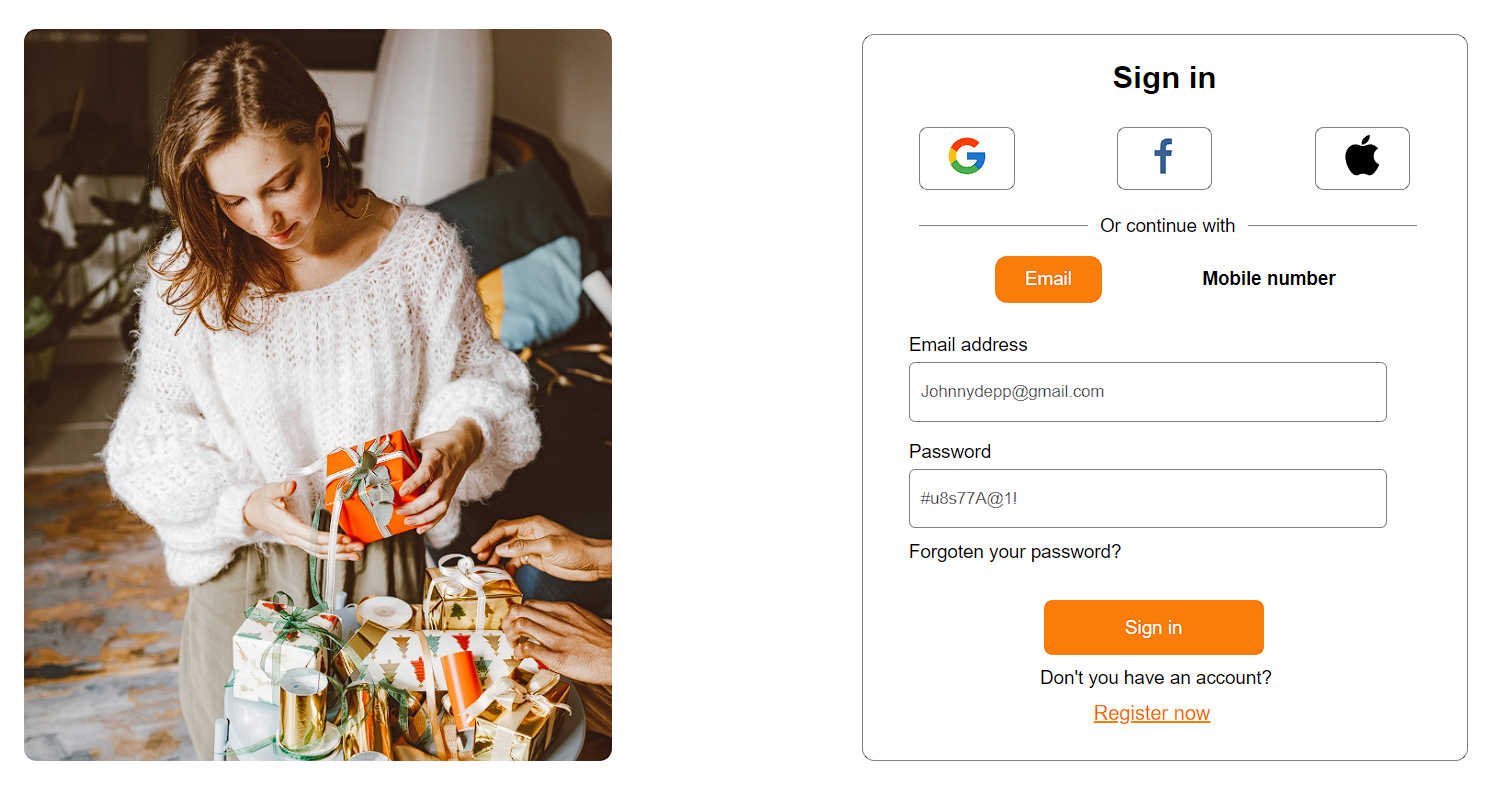 Sign in
Or continue with
Email
Mobile number
Email address
Johnnydepp@gmail.com
Password
#u8s77A@1!
Forgoten your password?
Sign in
Don't you have an account?
Register now